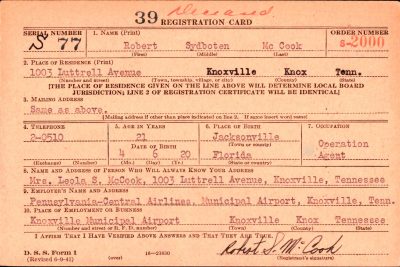 39 Deceased
REGISTRATION CARD
SERIAL NUMBER 1. NAME (Print) ORDER NUMBER
S 77 Robert Sydboten Mc Cook S-2000
(First) (Middle) (Last)
2. PLACE OF RESIDENCE (Print)
1003 Luttrell Avenue Knoxville Knox Tenn.
(Number and street) (Town, township, village, or city) (County) (State)
[THE PLACE OF RESIDENCE GIVEN ON THE LINE ABOVE WILL DETERMINE LOCAL BOARD
JURISDICTION; LINE 2 OF REGISTRATION CERTIFICATE WILL BE IDENTICAL]
3. MAILING ADDRESS
Same as above.
[Mailing address if other than place indicated on line 2. If same insert word same]
4. TELEPHONE 5. AGE IN YEARS 6. PLACE OF BIRTH 7. OCCUPATION
2-0510 21 Jacksonville
DATE OF BIRTH (Town or county) Operation
4 6 20 Florida Agent
(Exchange) (Number) (Mo.) (Day) (Yr.) (State or country)
8. NAME AND ADDRESS OF PERSON WHO WILL ALWAYS KNOW YOUR ADDRESS
Mrs. Leola S. McCook, 1003 Luttrell Avenue, Knoxville, Tennessee
9. EMPLOYER'S NAME AND ADDRESS
Pennsylvania-Central Airlines, Municipal Airport, Knoxville, Tenn.
10. PLACE OF EMPLOYMENT OR BUSINESS
Knoxville Municipal Airport Knoxville Knox Tennessee
(Number and street or R. F. D. number) (Town) (County) (State)
I AFFIRM THAT I HAVE VERIFIED ABOVE ANSWERS AND THAT THEY ARE TRUE.
Robert S. McCook
D. S. S. Form 1 (over) 16—23630 (Registrant's signature)
(Revised 6-9-41)